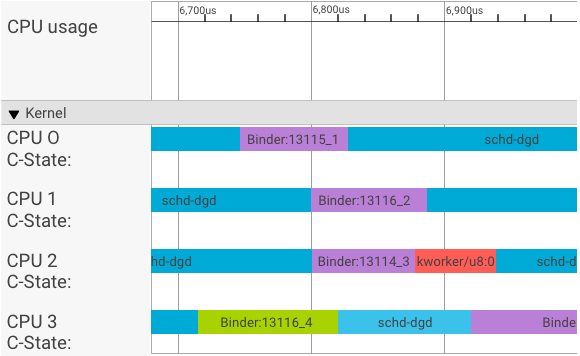 6,700us 6,800us 6,900us
CPU usage
Kernel
CPU 0 Binder:13115_1 schd-dgd
C-State:
CPU 1 schd-dgd Binder:13116_2
C-State:
CPU 2 hd-dgd Binder:13114_3 kworker/u8:0 schd-d
C-State:
CPU 3 Binder:13116_4 schd-dgd Binde
C-State: